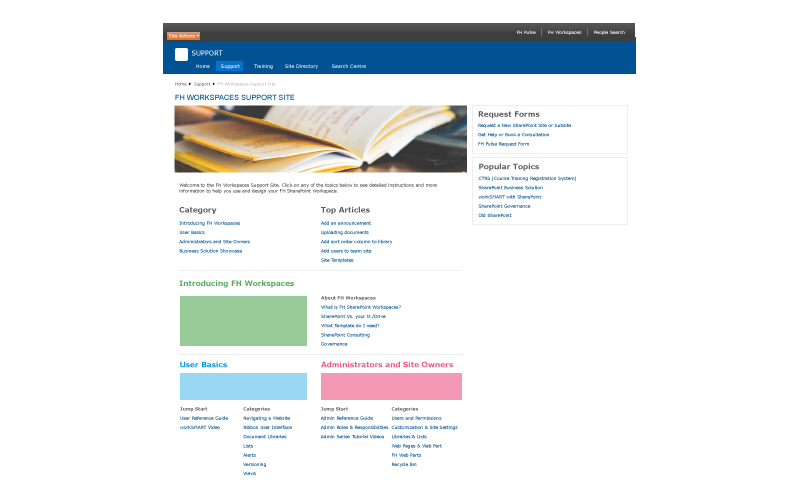 Site Actions
FH Pulse
FH Workspaces
People Search
SUPPORT
Home
Support
Training
Site Directory
Search Centre
Home
Support
FH Workspaces Support Site
FH WORKSPACES SUPPORT SITE
Welcome to the FH Workspaces Support Site. Click on any of the topics below to see detailed instructions and more
information to help you use and design your FH SharePoint Workspace.
Category
Introducing FH Workspaces
User Basics
Administrators and Site Owners
Business Solution Showcase
Top Articles
Add an announcement
Uploading documents
Add sort order column to library
Add users to team site
Site Templates
Request Forms
Request a New SharePoint Site or Subsite
Get Help or Book a Consultation
FH Pulse Request Form
Popular Topics
CTRS (Course Training Registration System)
SharePoint Business Solution
workSMART with SharePoint
SharePoint Governance
Old SharePoint
Introducing FH Workspaces
About FH Workspaces
What is FH SharePoint Workspaces?
SharePoint Vs. your H:/Drive
What Template do I need?
SharePoint Consulting
Governance
User Basics
Jump Start
User Reference Guide
workSMART Video
Categories
Navigating a Website
Ribbon User Interface
Document Libraries
Lists
Alerts
Versioning
Views
Administrators and Site Owners
Jump Start
Admin Reference Guide
Admin Roles & Responsibilities
Admin Series Tutorial Videos
Categories
Users and Permissions
Customization & Site Settings
Libraries & Lists
Web Pages & Web Part
FH Web Parts
Recycle Bin